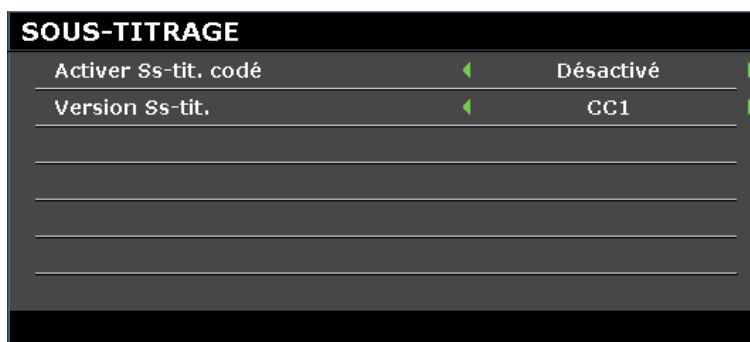 SOUS-TITRAGE
Activer Ss-tit. codé Désactivé
Version Ss-tit. CC1